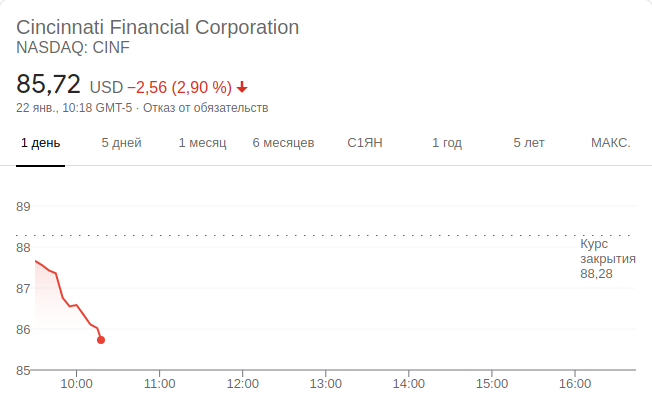 Cincinnati Financial Corporation
NASDAQ: CINF
85,72 USD −2,56 (2,90 %)
22 янв., 10:18 GMT-5 · Отказ от обязательств
1 день 5 дней 1 месяц 6 месяцев С1ЯН 1 год 5 лет МАКС.
89
88
87
86
85
Курс
закрытия
88,28
10:00 11:00 12:00 13:00 14:00 15:00 16:00